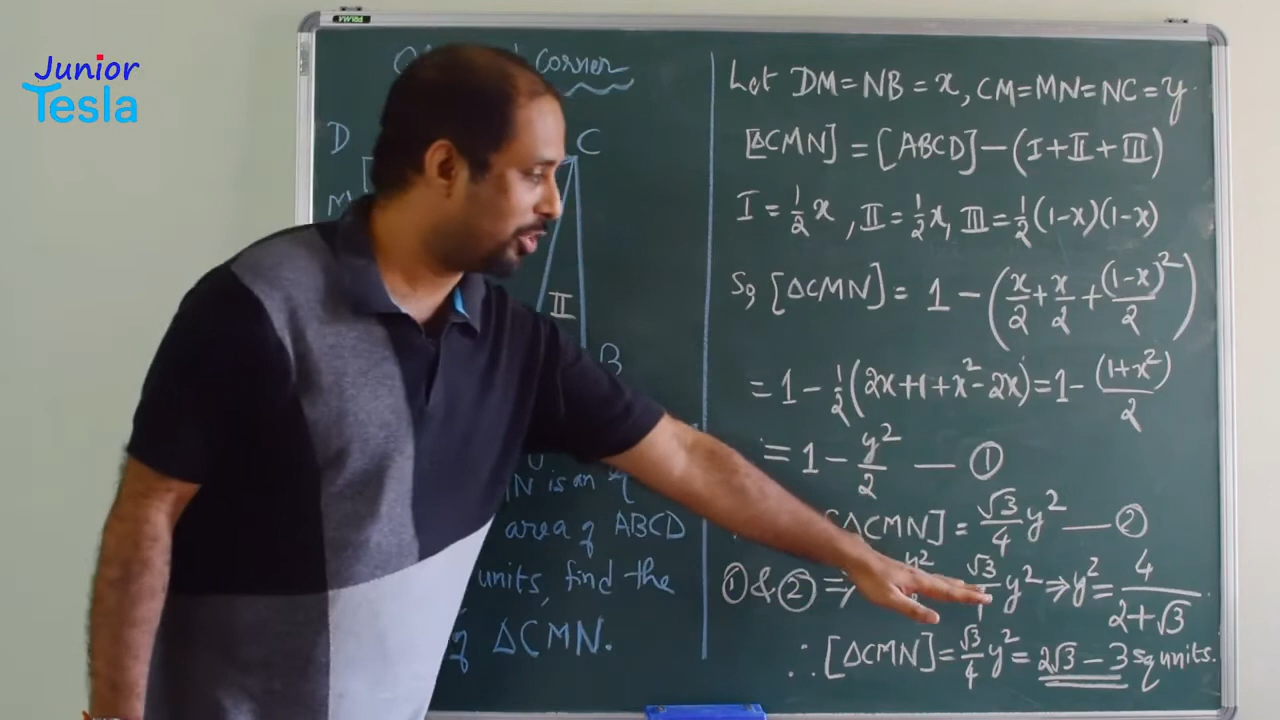 Junior
Tesla
Corner
D
C
M
II
B
is an
area of ABCD
units, find the
ΔCMN.
Let DM=NB=x, CM=MN=NC=y.
[ΔCMN]=[ABCD]-(I+II+III)
I=1/2 x, II=1/2 x, III=1/2(1-x)(1-x)
So, [ΔCMN]= 1-(x/2+x/2+(1-x)²/2)
=1-1/2(2x+1+x²-2x)=1-(1+x²)/2
=1-y²/2 — ①
[ΔCMN]=√3/4 y² — ②
①&②⇒ y² √3 y²⇒y²=4/(2+√3).
∴[ΔCMN]=√3/4 y²=2√3-3 sq units.